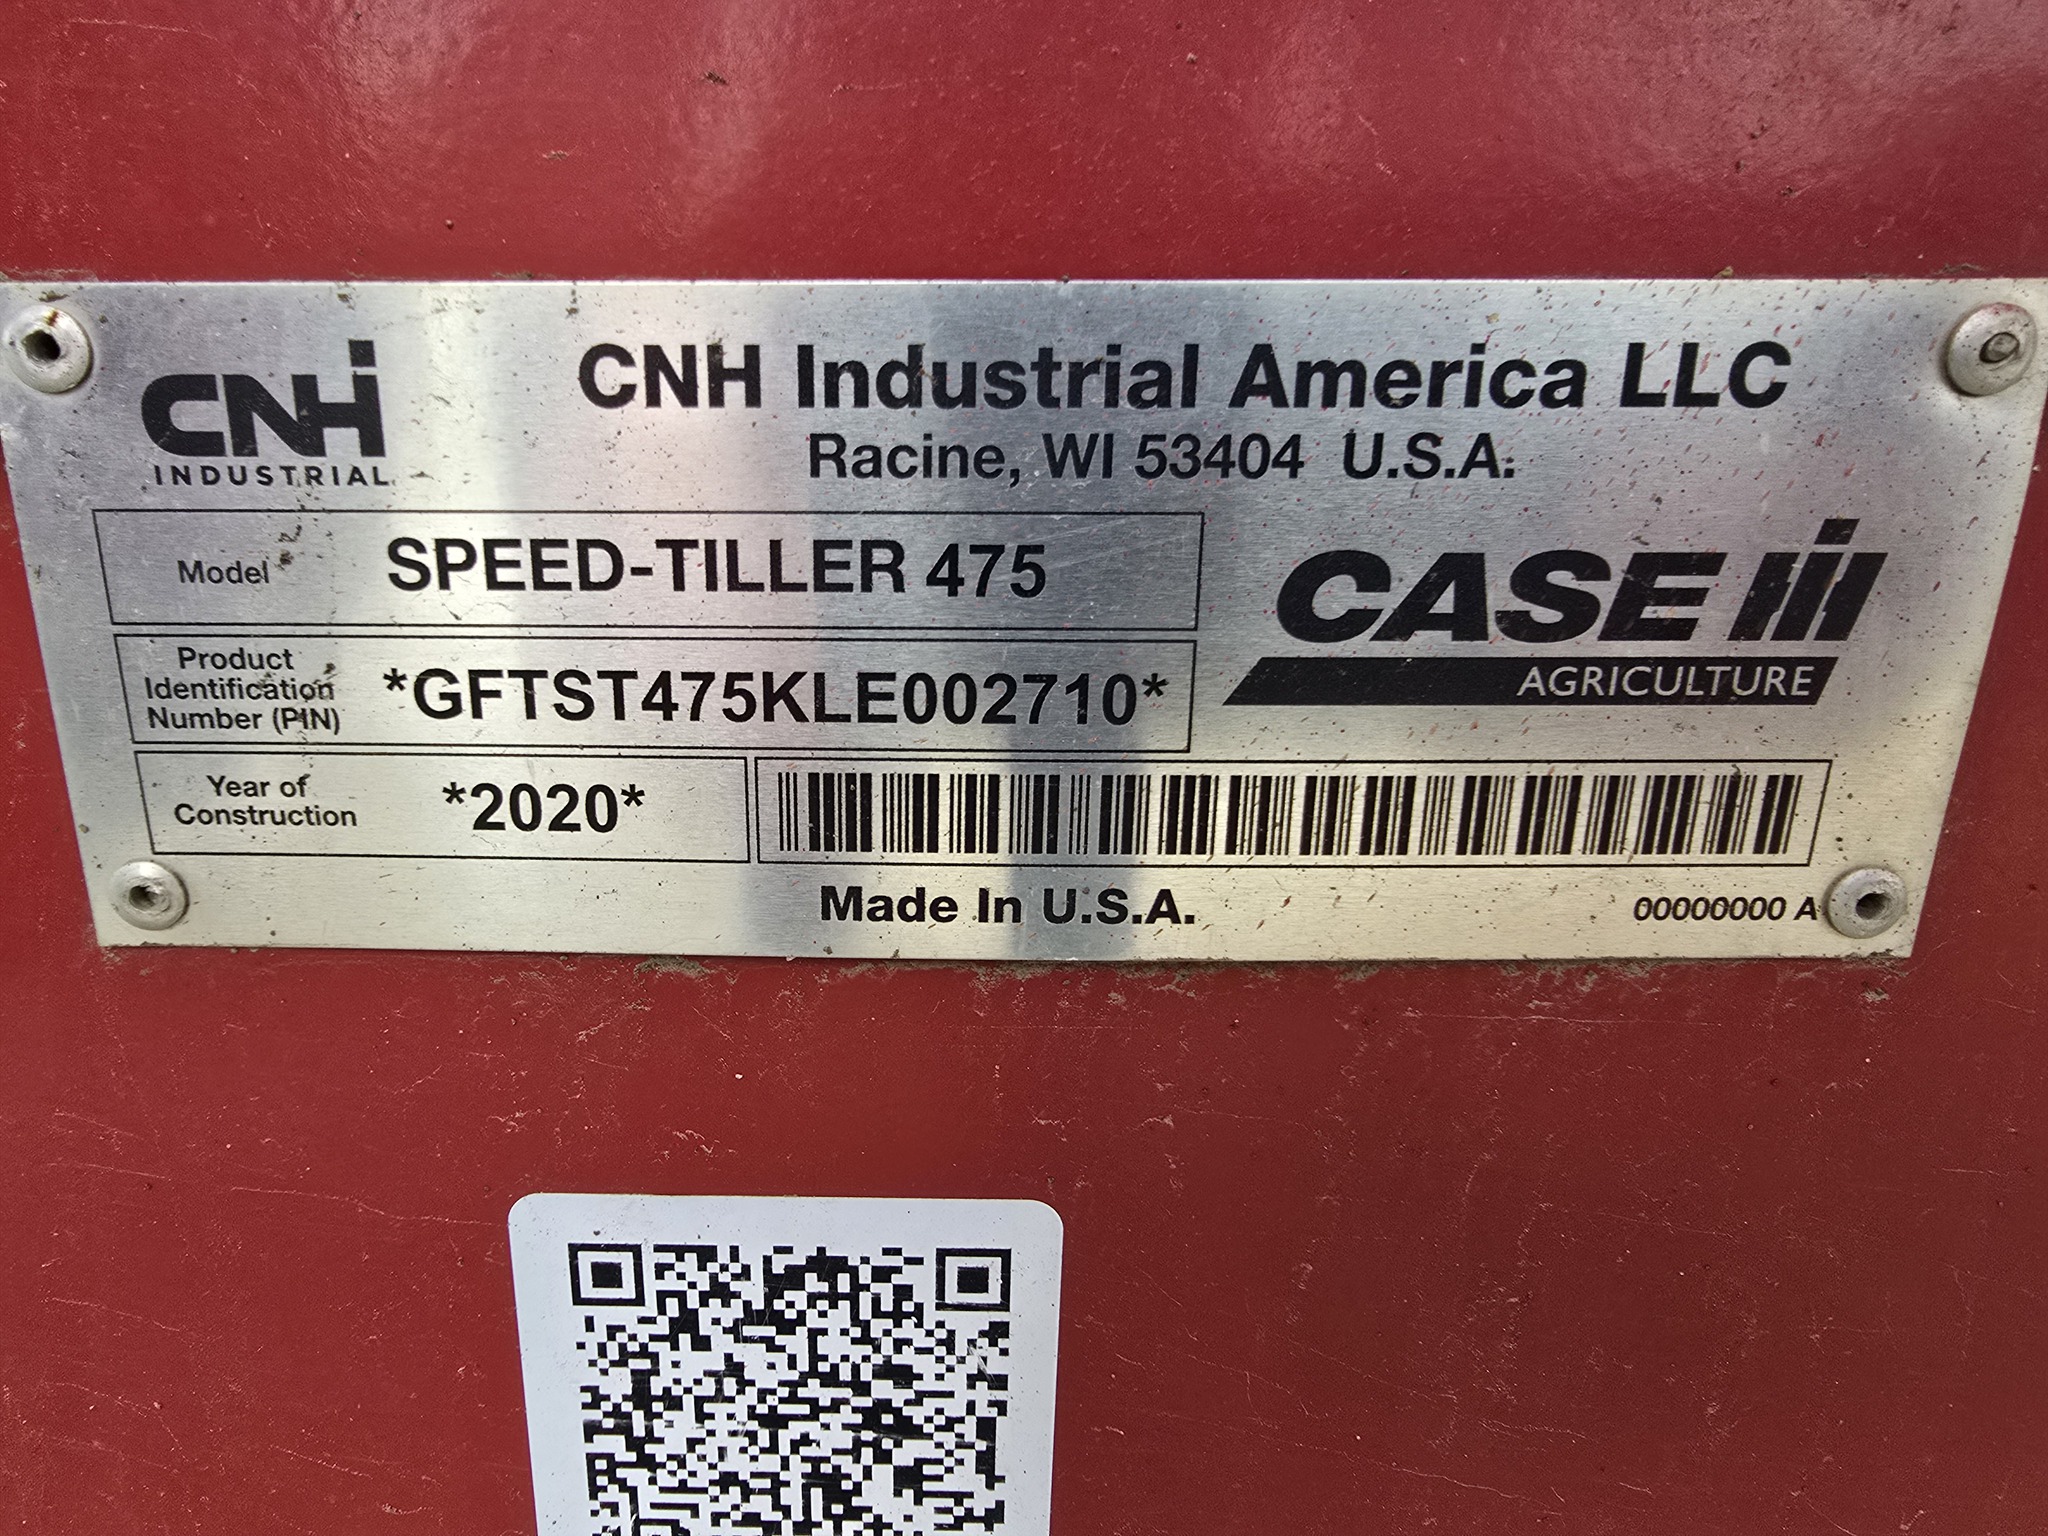 CNH
INDUSTRIAL
CNH Industrial America LLC
Racine, WI 53404 U.S.A.
Model SPEED-TILLER 475
CASE IH
AGRICULTURE
Product
Identification
Number (PIN)
*GFTST475KLE002710*
Year of
Construction
*2020*
Made In U.S.A.
00000000 A